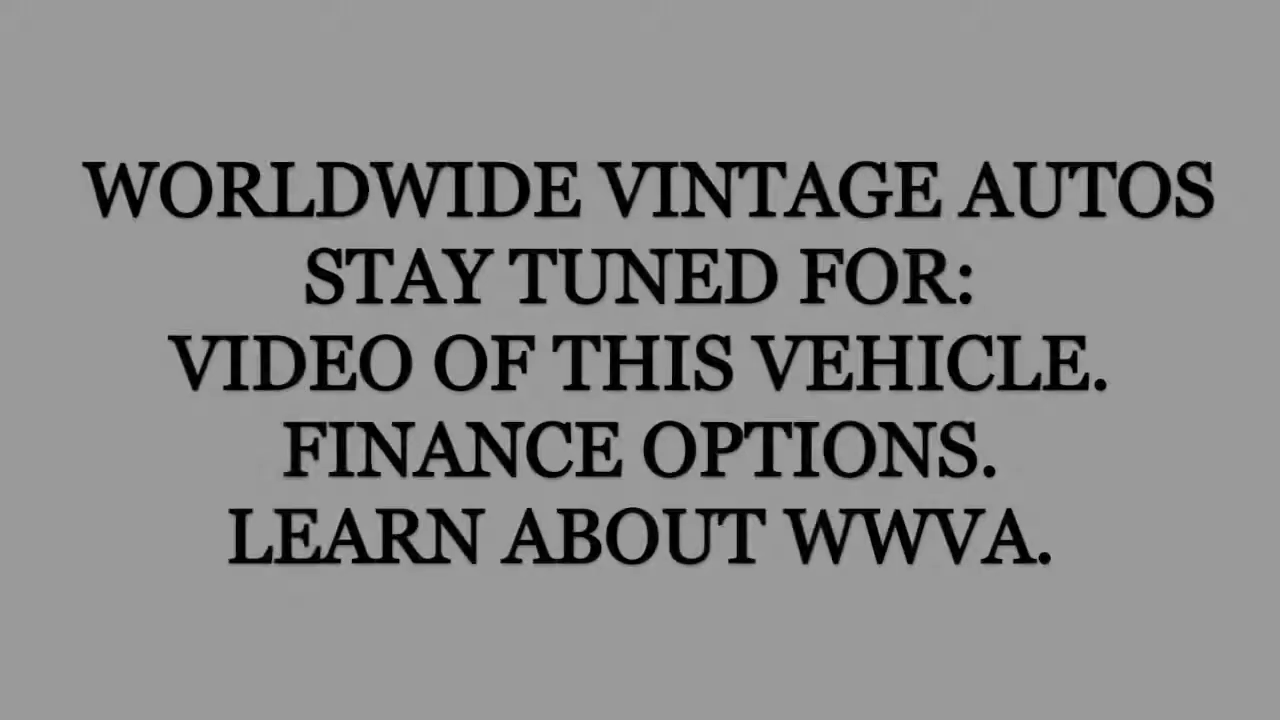 WORLDWIDE VINTAGE AUTOS
STAY TUNED FOR:
VIDEO OF THIS VEHICLE.
FINANCE OPTIONS.
LEARN ABOUT WWVA.